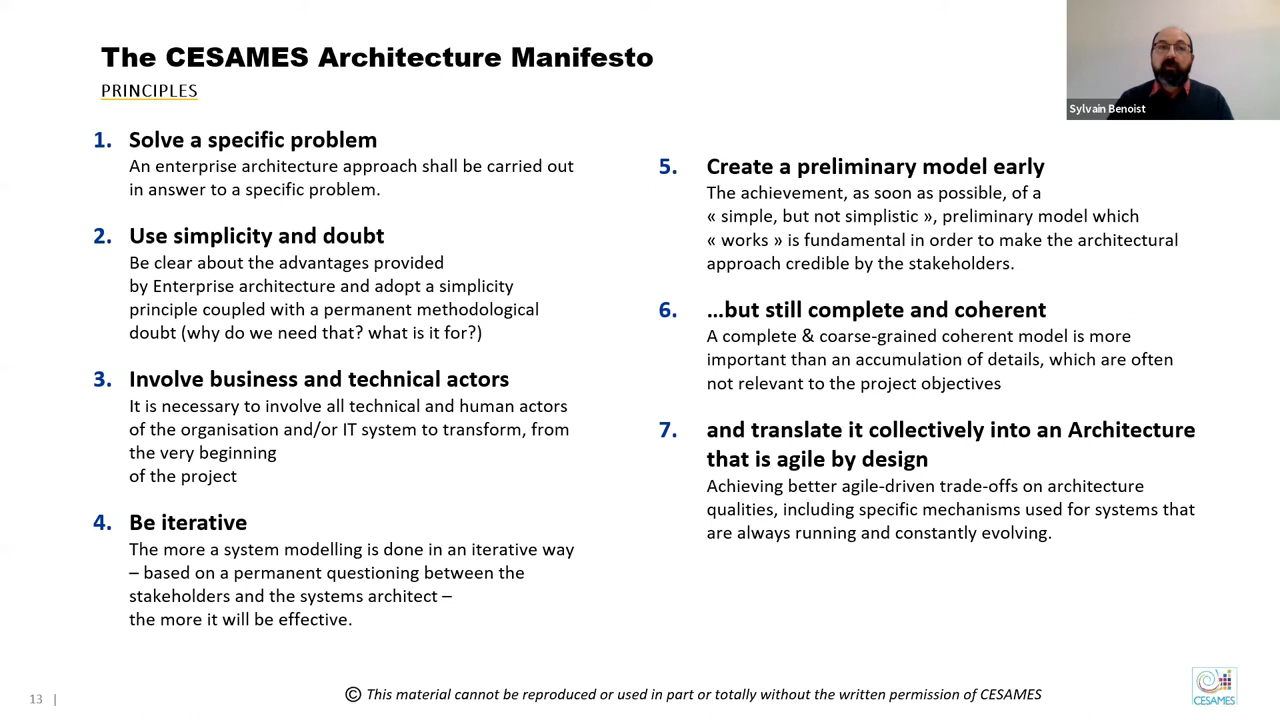 The CESAMES Architecture Manifesto
PRINCIPLES
Sylvain Benoist
1. Solve a specific problem
An enterprise architecture approach shall be carried out
in answer to a specific problem.
2. Use simplicity and doubt
Be clear about the advantages provided
by Enterprise architecture and adopt a simplicity
principle coupled with a permanent methodological
doubt (why do we need that? what is it for?)
3. Involve business and technical actors
It is necessary to involve all technical and human actors
of the organisation and/or IT system to transform, from
the very beginning
of the project
4. Be iterative
The more a system modelling is done in an iterative way
– based on a permanent questioning between the
stakeholders and the systems architect –
the more it will be effective.
5. Create a preliminary model early
The achievement, as soon as possible, of a
« simple, but not simplistic », preliminary model which
« works » is fundamental in order to make the architectural
approach credible by the stakeholders.
6. ...but still complete and coherent
A complete & coarse-grained coherent model is more
important than an accumulation of details, which are often
not relevant to the project objectives
7. and translate it collectively into an Architecture
that is agile by design
Achieving better agile-driven trade-offs on architecture
qualities, including specific mechanisms used for systems that
are always running and constantly evolving.
13 |
© This material cannot be reproduced or used in part or totally without the written permission of CESAMES
CESAMES